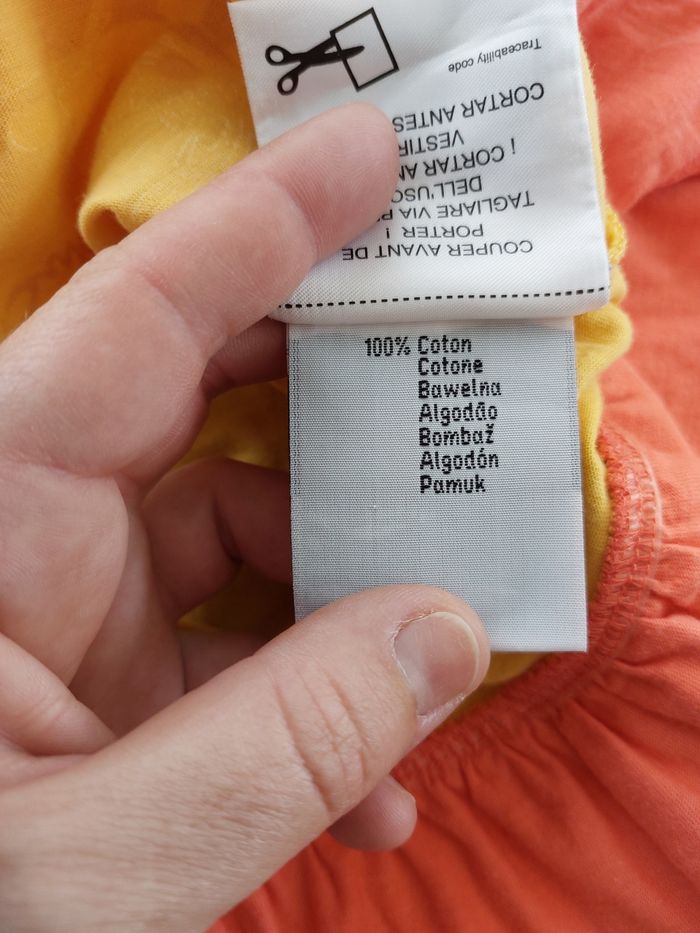 COUPER AVANT DE
PORTER !
TAGLIARE VIA
DELL'USO
¡ CORTAR
VESTIR
CORTAR ANTES
Traceability code
100% Coton
Cotone
Bawełna
Algodão
Bombaž
Algodón
Pamuk